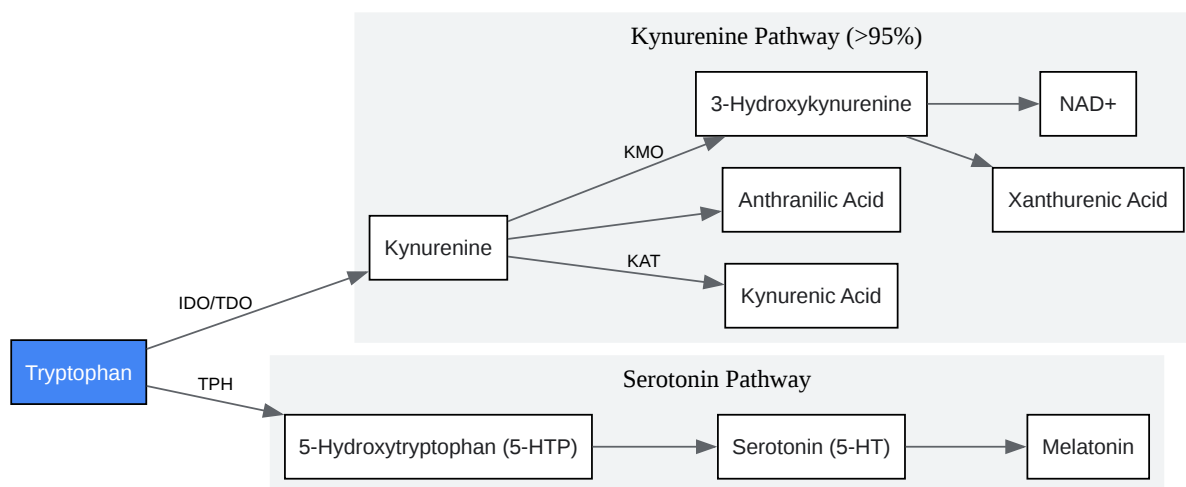 Kynurenine Pathway (>95%)
3-Hydroxykynurenine
NAD+
KMO
Anthranilic Acid
Xanthurenic Acid
Kynurenine
KAT
Kynurenic Acid
IDO/TDO
Tryptophan
TPH
Serotonin Pathway
5-Hydroxytryptophan (5-HTP)
Serotonin (5-HT)
Melatonin